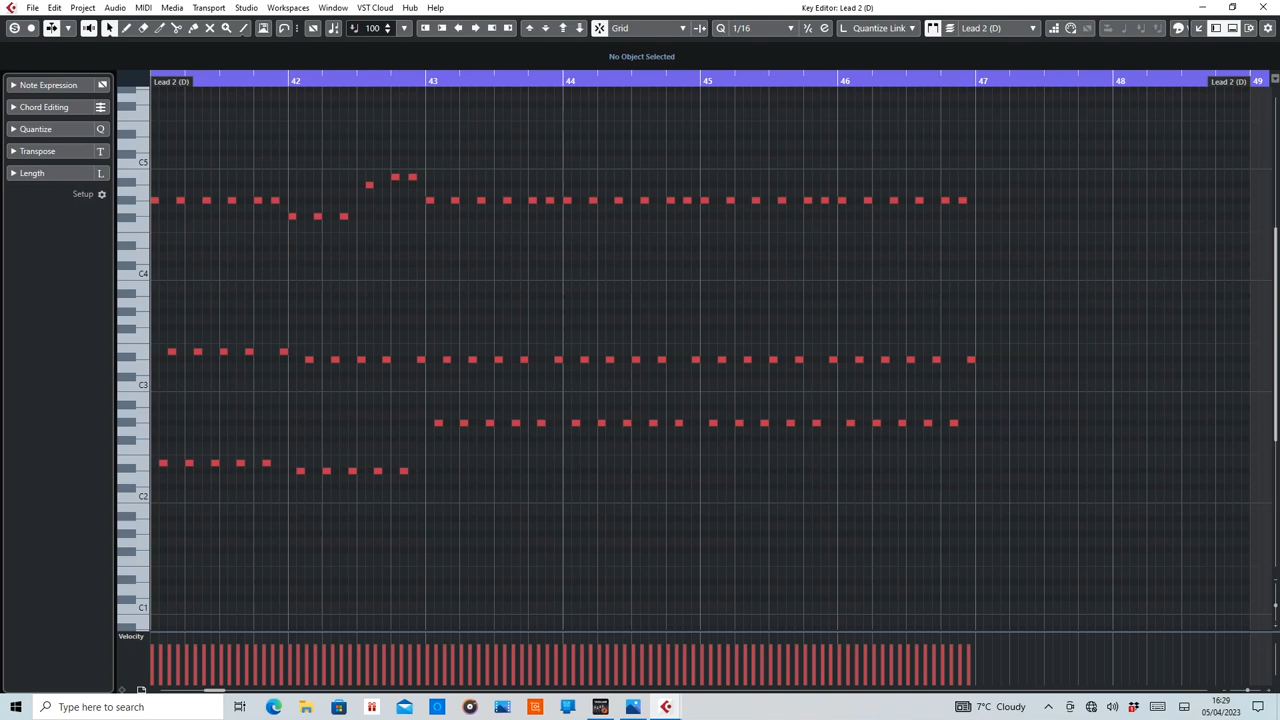 File Edit Project Audio MIDI Media Transport Studio Workspaces Window VST Cloud Hub Help
Key Editor: Lead 2 (D)
S 100 Grid Q 1/16 e L Quantize Link Lead 2 (D)
No Object Selected
42 43 44 45 46 47 48 49
Lead 2 (D) Lead 2 (D)
Note Expression
Chord Editing
Quantize Q
Transpose T
Length L
Setup
C5
C4
C3
C2
C1
Velocity
Type here to search
7°C Cloudy
16:29
05/04/2023